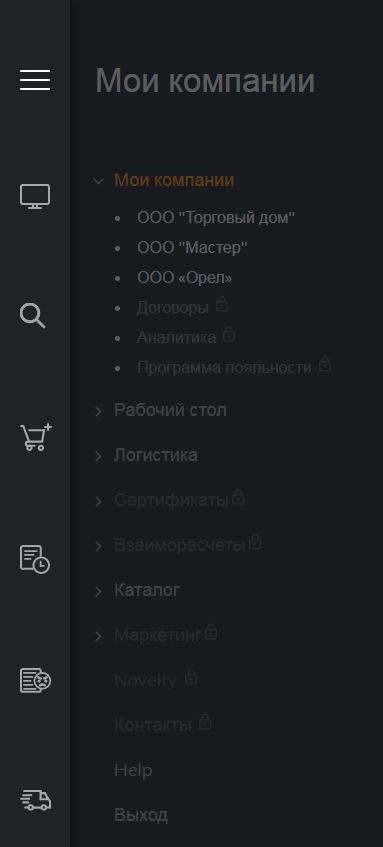 Мои компании
Мои компании
ООО "Торговый дом"
ООО "Мастер"
ООО «Орел»
Договоры
Аналитика
Программа лояльности
Рабочий стол
Логистика
Сертификаты
Взаиморасчеты
Каталог
Маркетинг
Novelty
Контакты
Help
Выход